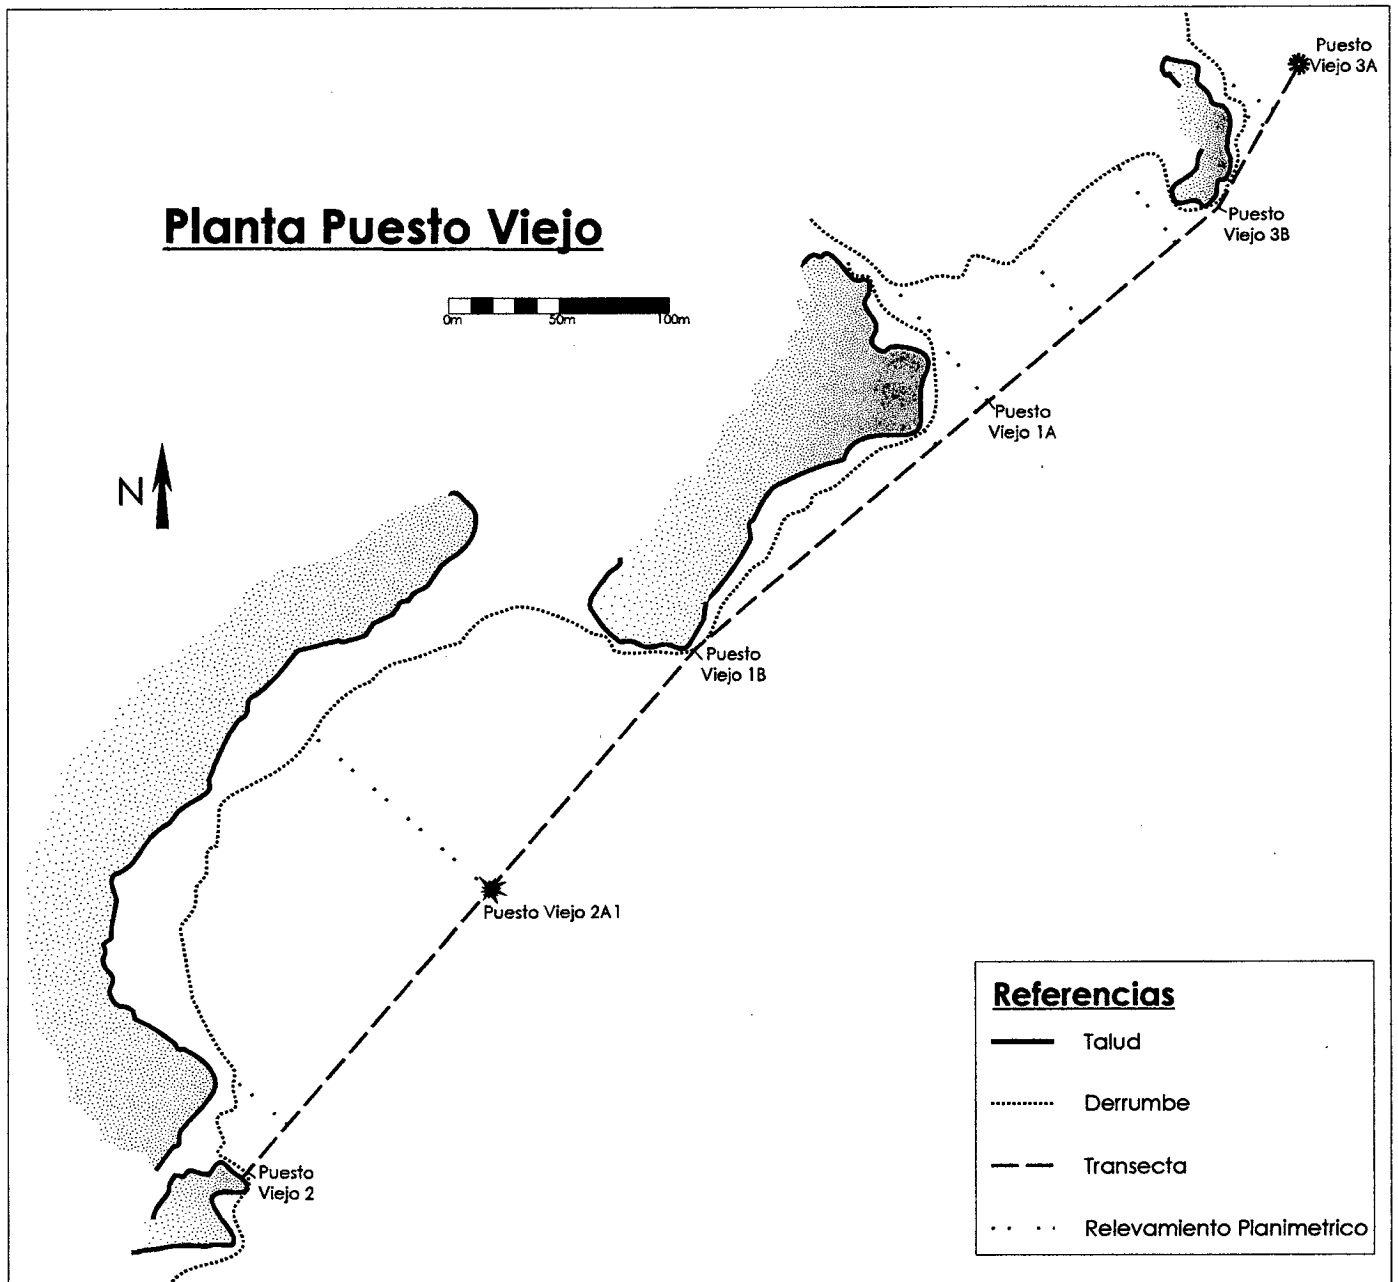 Puesto
Viejo 3A
Planta Puesto Viejo
Puesto
Viejo 3B
0m 50m 100m
Puesto
Viejo 1A
N
Puesto
Viejo 1B
Puesto Viejo 2A1
Puesto
Viejo 2
Referencias
Talud
Derrumbe
Transecta
Relevamiento Planimetrico